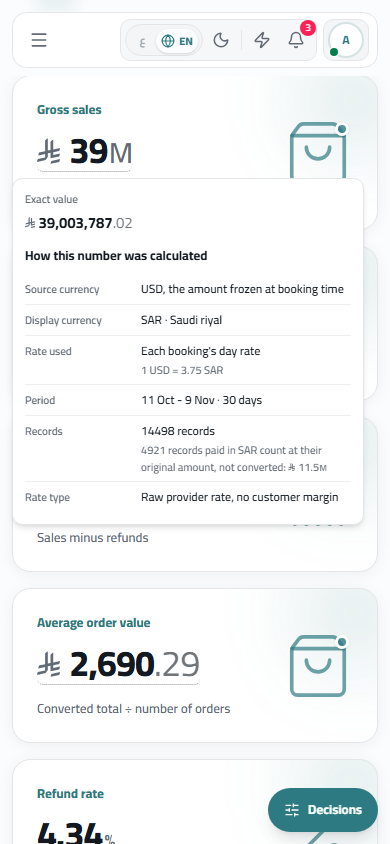 ع EN 3 A
Gross sales
39M
Exact value
39,003,787.02
How this number was calculated
Source currency USD, the amount frozen at booking time
Display currency SAR · Saudi riyal
Rate used Each booking's day rate
1 USD = 3.75 SAR
Period 11 Oct - 9 Nov · 30 days
Records 14498 records
4921 records paid in SAR count at their
original amount, not converted: 11.5M
Rate type Raw provider rate, no customer margin
Sales minus refunds
Average order value
2,690.29
Converted total ÷ number of orders
Refund rate
4.34%
Decisions